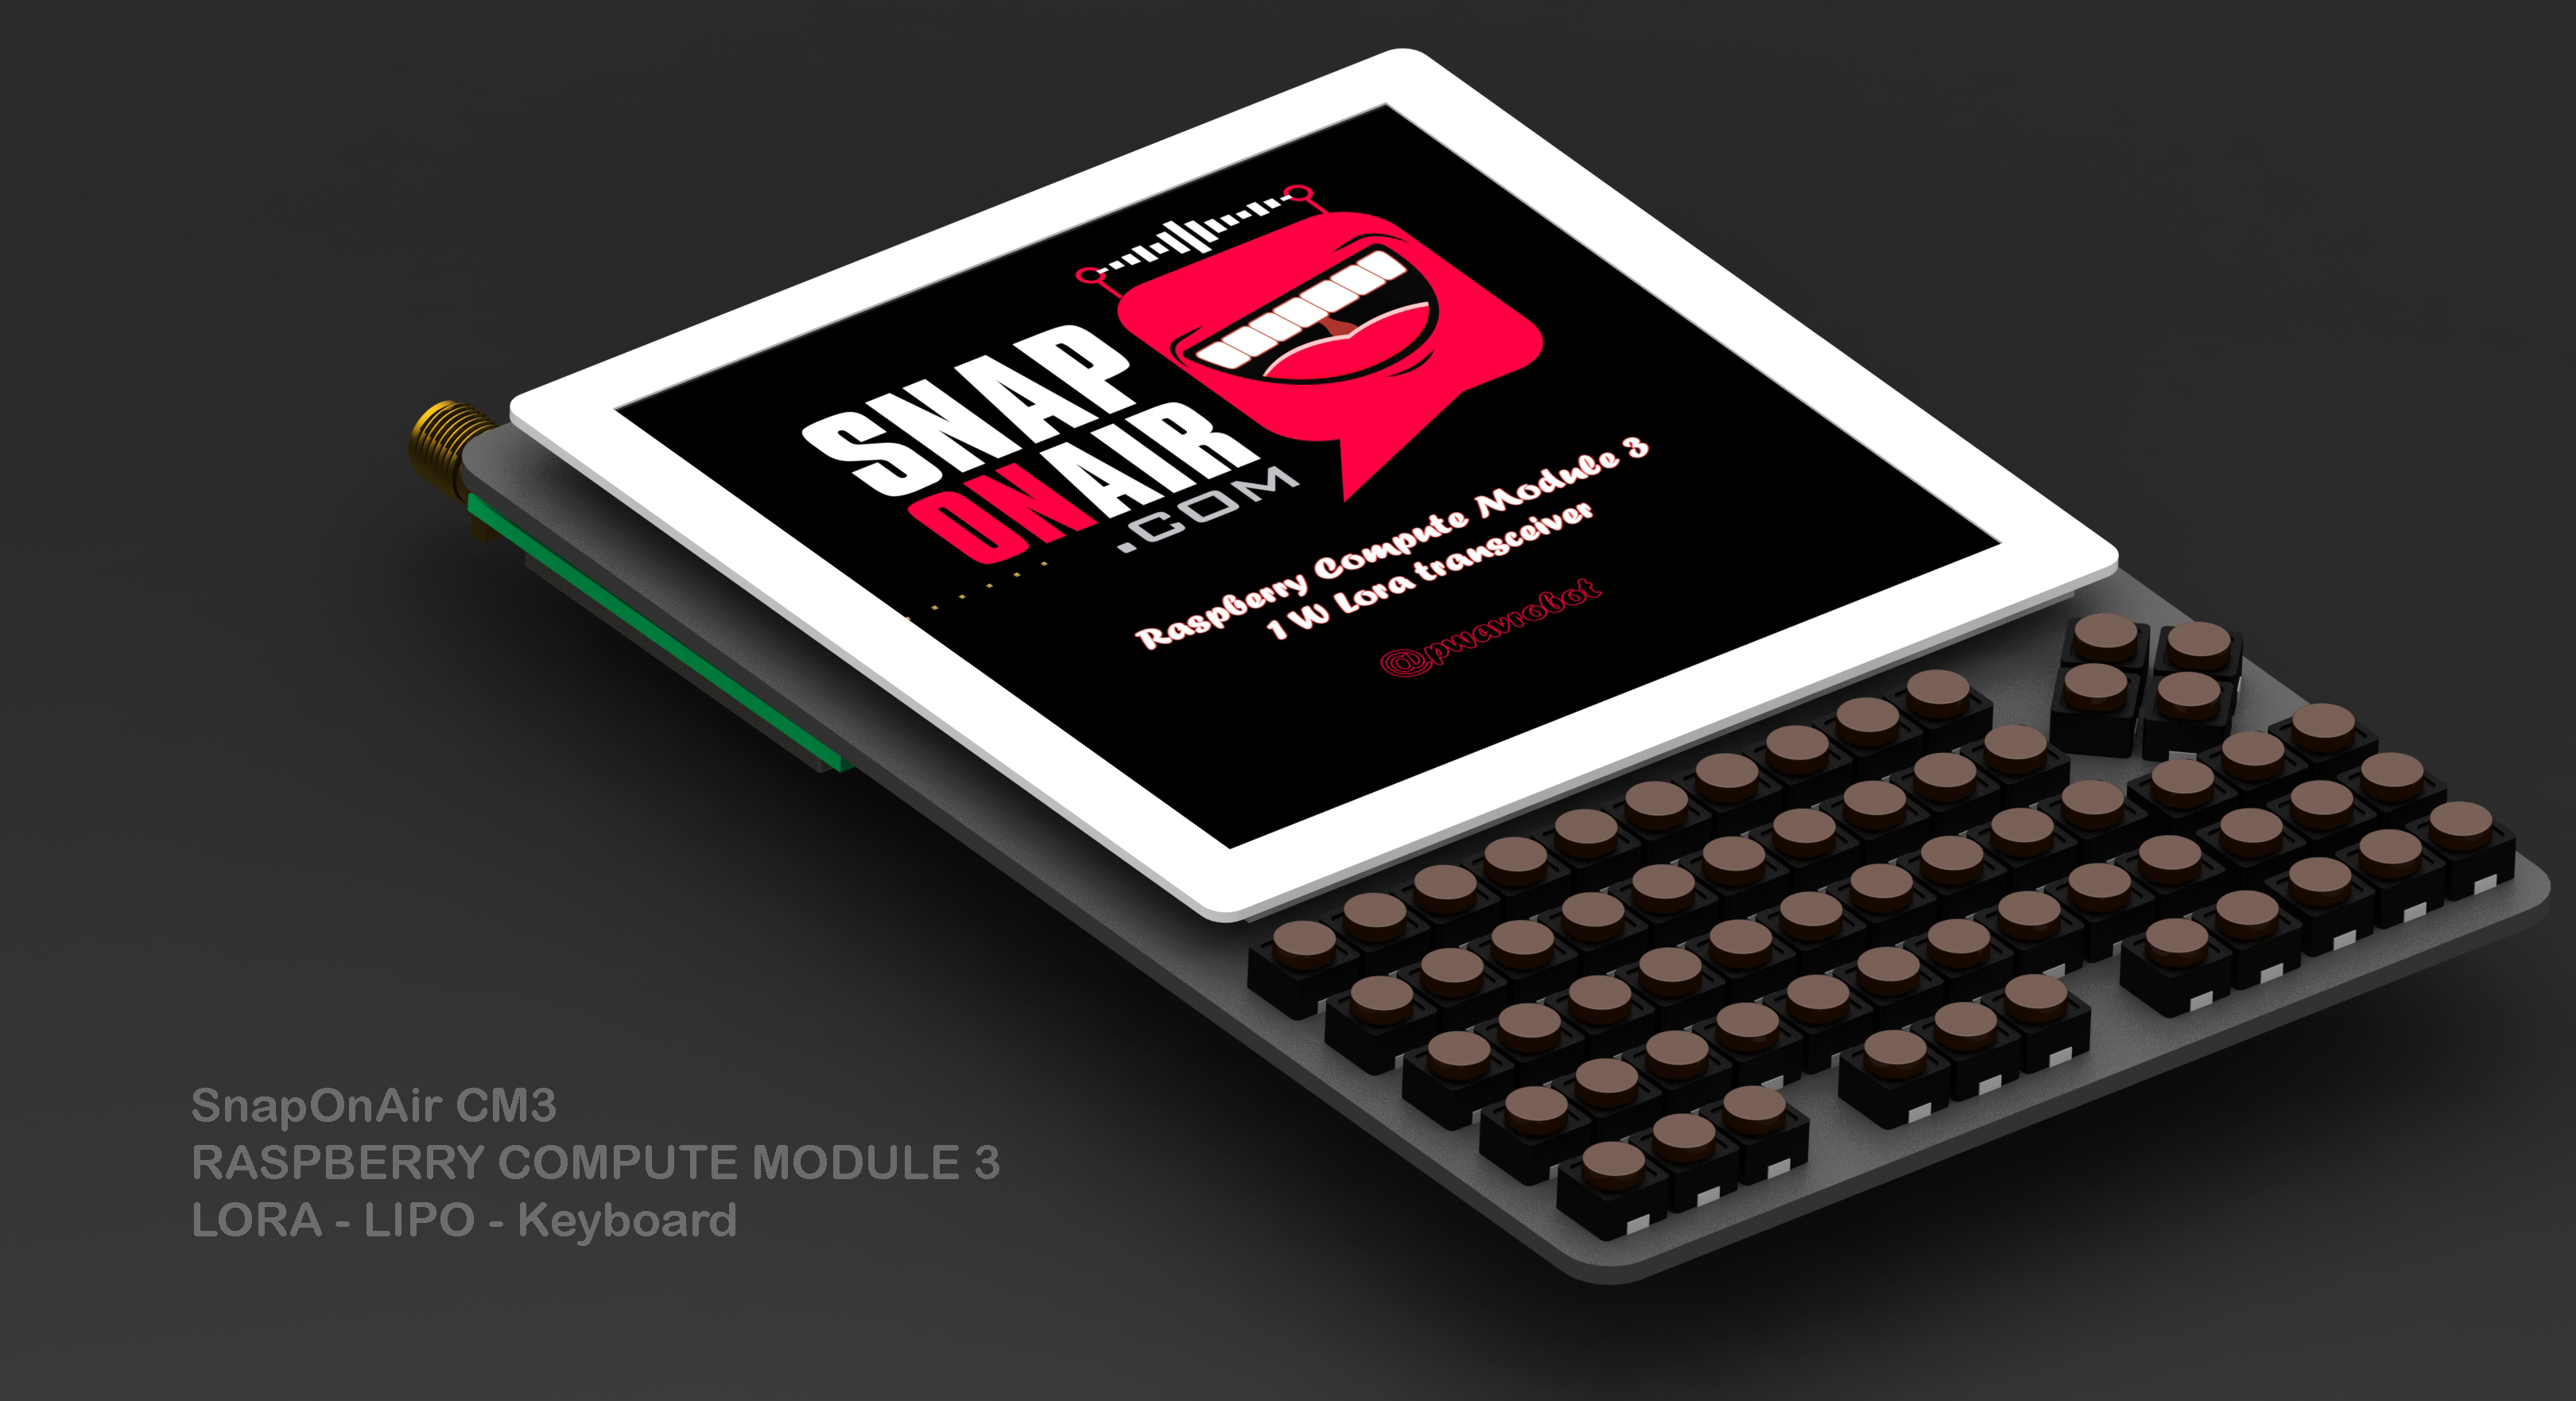 SNAP
ONAIR
.COM
Raspberry Compute Module 3
1 W Lora transceiver
@pwavrobot
SnapOnAir CM3
RASPBERRY COMPUTE MODULE 3
LORA - LIPO - Keyboard